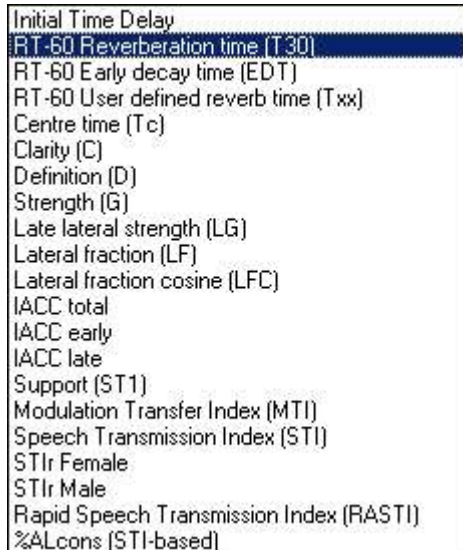 Initial Time Delay
RT-60 Reverberation time (T30)
RT-60 Early decay time (EDT)
RT-60 User defined reverb time (Txx)
Centre time (Tc)
Clarity (C)
Definition (D)
Strength (G)
Late lateral strength (LG)
Lateral fraction (LF)
Lateral fraction cosine (LFC)
IACC total
IACC early
IACC late
Support (ST1)
Modulation Transfer Index (MTI)
Speech Transmission Index (STI)
STIr Female
STIr Male
Rapid Speech Transmission Index (RASTI)
%ALcons (STI-based)